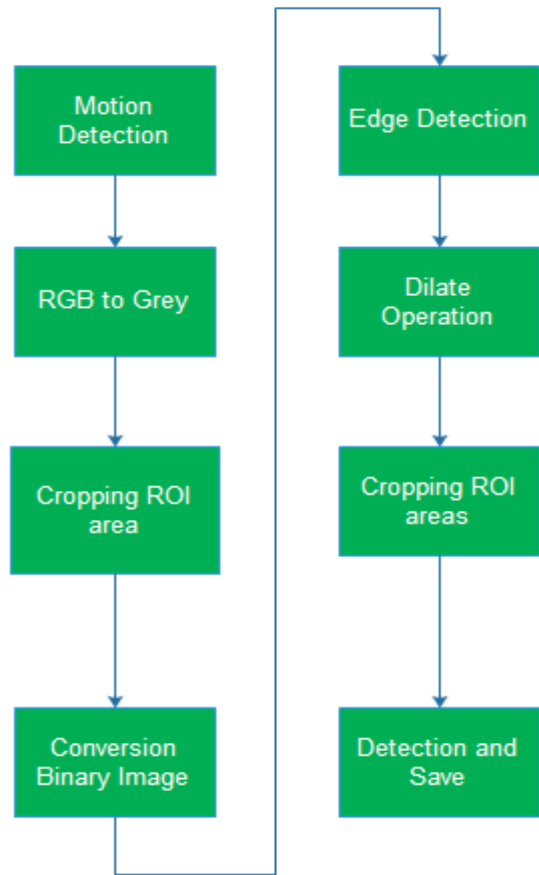 Motion
Detection
RGB to Grey
Cropping ROI
area
Conversion
Binary Image
Edge Detection
Dilate
Operation
Cropping ROI
areas
Detection and
Save